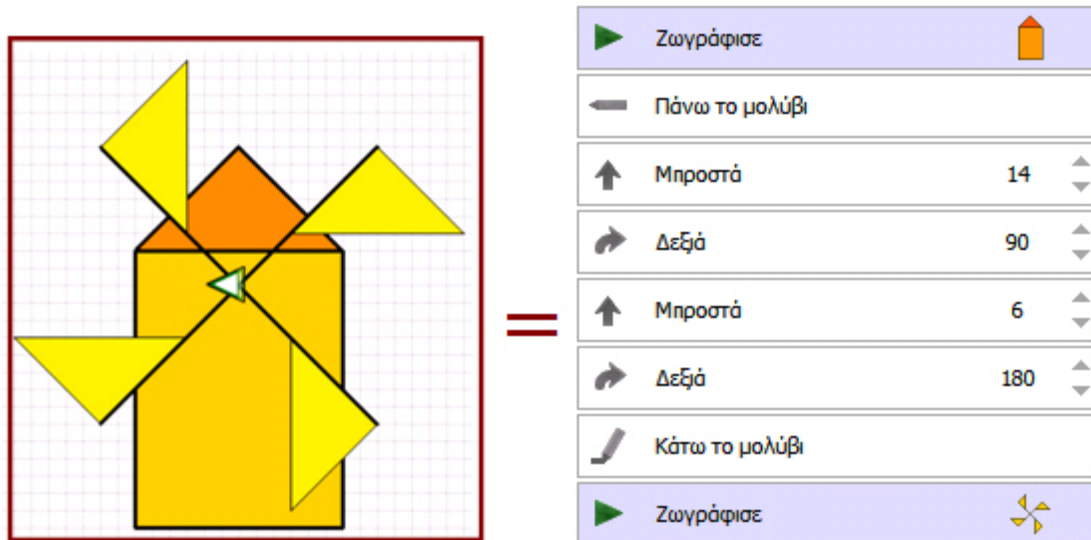 Ζωγράφισε
Πάνω το μολύβι
Μπροστά 14
Δεξιά 90
Μπροστά 6
Δεξιά 180
Κάτω το μολύβι
Ζωγράφισε